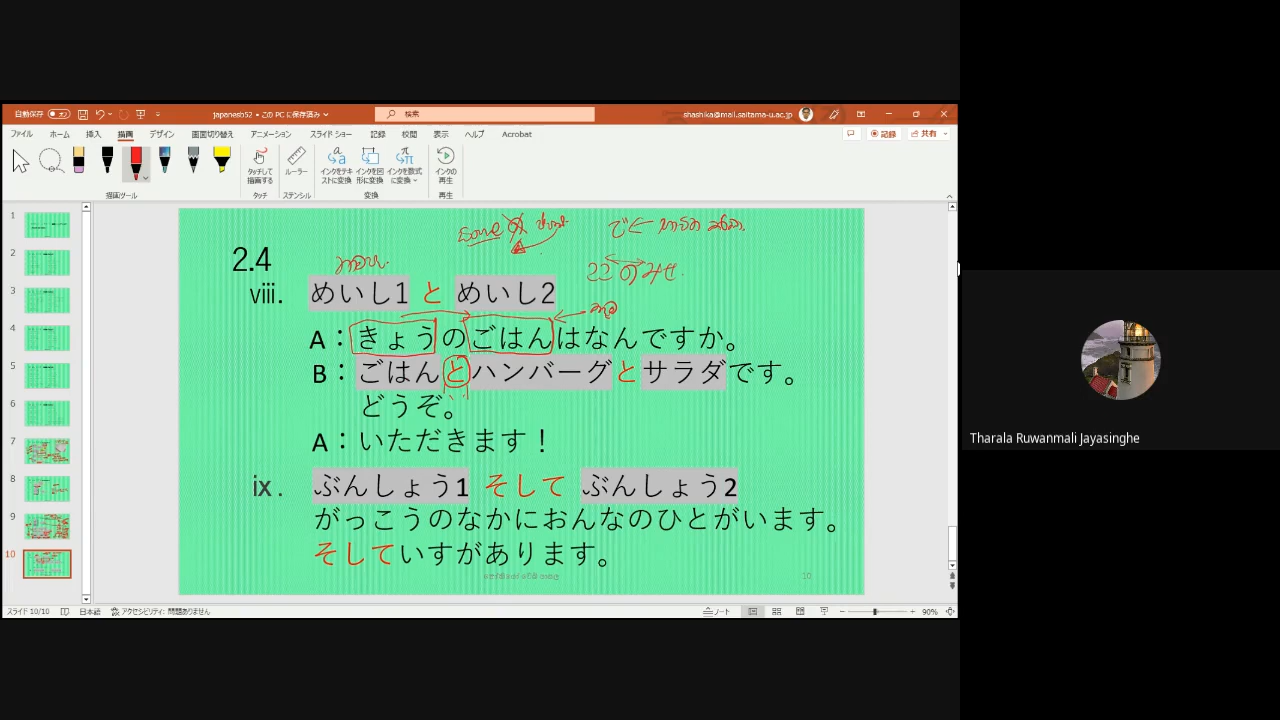 自動保存 オフ japanesb52 • この PC に保存済み 検索 shashika@mail.saitama-u.ac.jp
ファイル ホーム 挿入 描画 デザイン 画面切り替え アニメーション スライド ショー 記録 校閲 表示 ヘルプ Acrobat 記録 共有
タッチして描画する ルーラー インクをテキストに変換 インクを図形に変換 インクを数式に変換 インクの再生
描画ツール タッチ ステンシル 変換 再生
1
2
3
4
5
6
7
8
9
10
2.4
viii. めいし1 と めいし2
A：きょうのごはんはなんですか。
B：ごはんとハンバーグとサラダです。
どうぞ。
A：いただきます！
ix . ぶんしょう1 そして ぶんしょう2
がっこうのなかにおんなのひとがいます。
そしていすがあります。
10
ここのみせ
Tharala Ruwanmali Jayasinghe
スライド 10/10 日本語 アクセシビリティ: 問題ありません ノート 90%